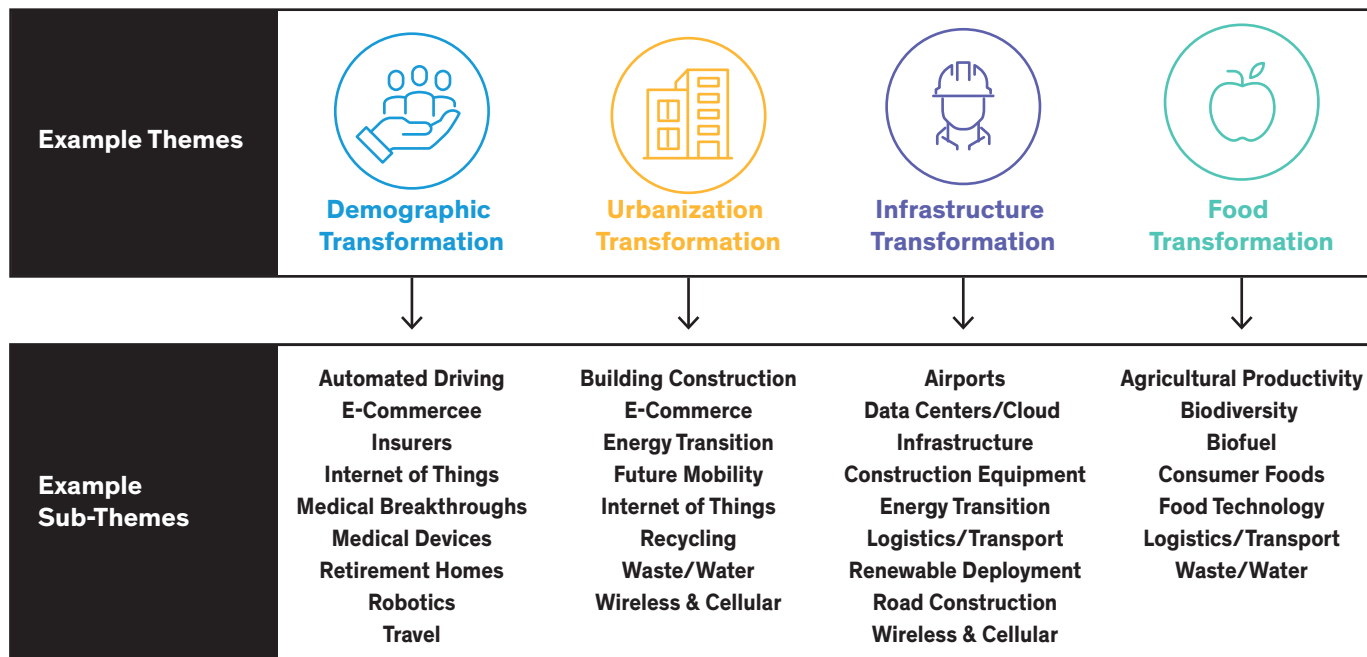 Example Themes
Demographic
Transformation
Urbanization
Transformation
Infrastructure
Transformation
Food
Transformation
Example
Sub-Themes
Automated Driving
E-Commercee
Insurers
Internet of Things
Medical Breakthroughs
Medical Devices
Retirement Homes
Robotics
Travel
Building Construction
E-Commerce
Energy Transition
Future Mobility
Internet of Things
Recycling
Waste/Water
Wireless & Cellular
Airports
Data Centers/Cloud
Infrastructure
Construction Equipment
Energy Transition
Logistics/Transport
Renewable Deployment
Road Construction
Wireless & Cellular
Agricultural Productivity
Biodiversity
Biofuel
Consumer Foods
Food Technology
Logistics/Transport
Waste/Water